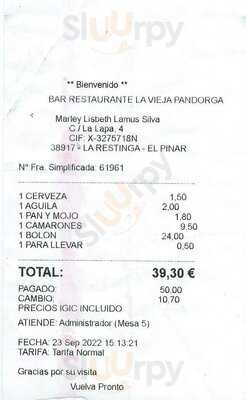 Sluurpy
** Bienvenido **
BAR RESTAURANTE LA VIEJA PANDORGA
Marley Lisbeth Lamus Silva
C / La Lapa, 4
CIF: X-3275718N
38917 - LA RESTINGA - EL PINAR
Nº Fra. Simplificada: 61961
1 CERVEZA 1,50
1 AGUILA 2,00
1 PAN Y MOJO 1,80
1 CAMARONES 9,50
1 BOLON 24,00
1 PARA LLEVAR 0,50
TOTAL: 39,30 €
PAGADO: 50,00
CAMBIO: 10,70
PRECIOS IGIC INCLUIDO
ATIENDE: Administrador (Mesa 5)
FECHA: 23 Sep 2022 15:13:21
TARIFA: Tarifa Normal
Gracias por su visita
Vuelva Pronto